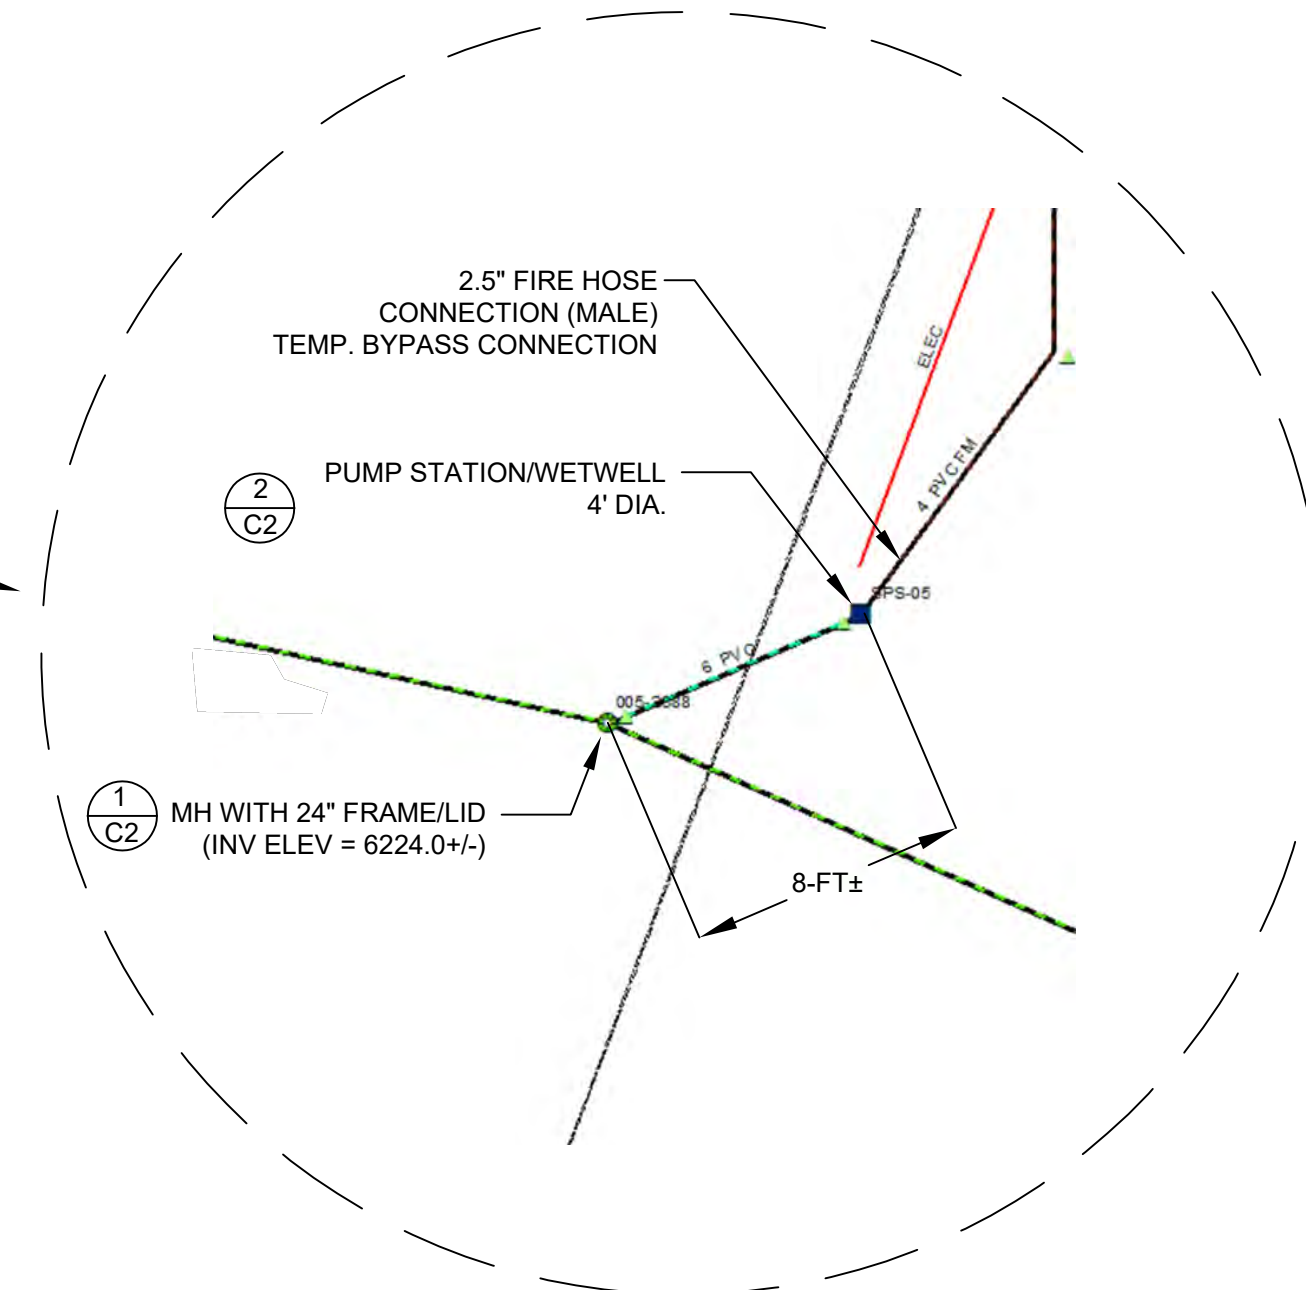 2.5" FIRE HOSE
CONNECTION (MALE)
TEMP. BYPASS CONNECTION
ELEC
4 PVC FM
2
C2
PUMP STATION/WETWELL
4' DIA.
SPS-05
6 PVC
1
C2
MH WITH 24" FRAME/LID
(INV ELEV = 6224.0+/-)
8-FT±